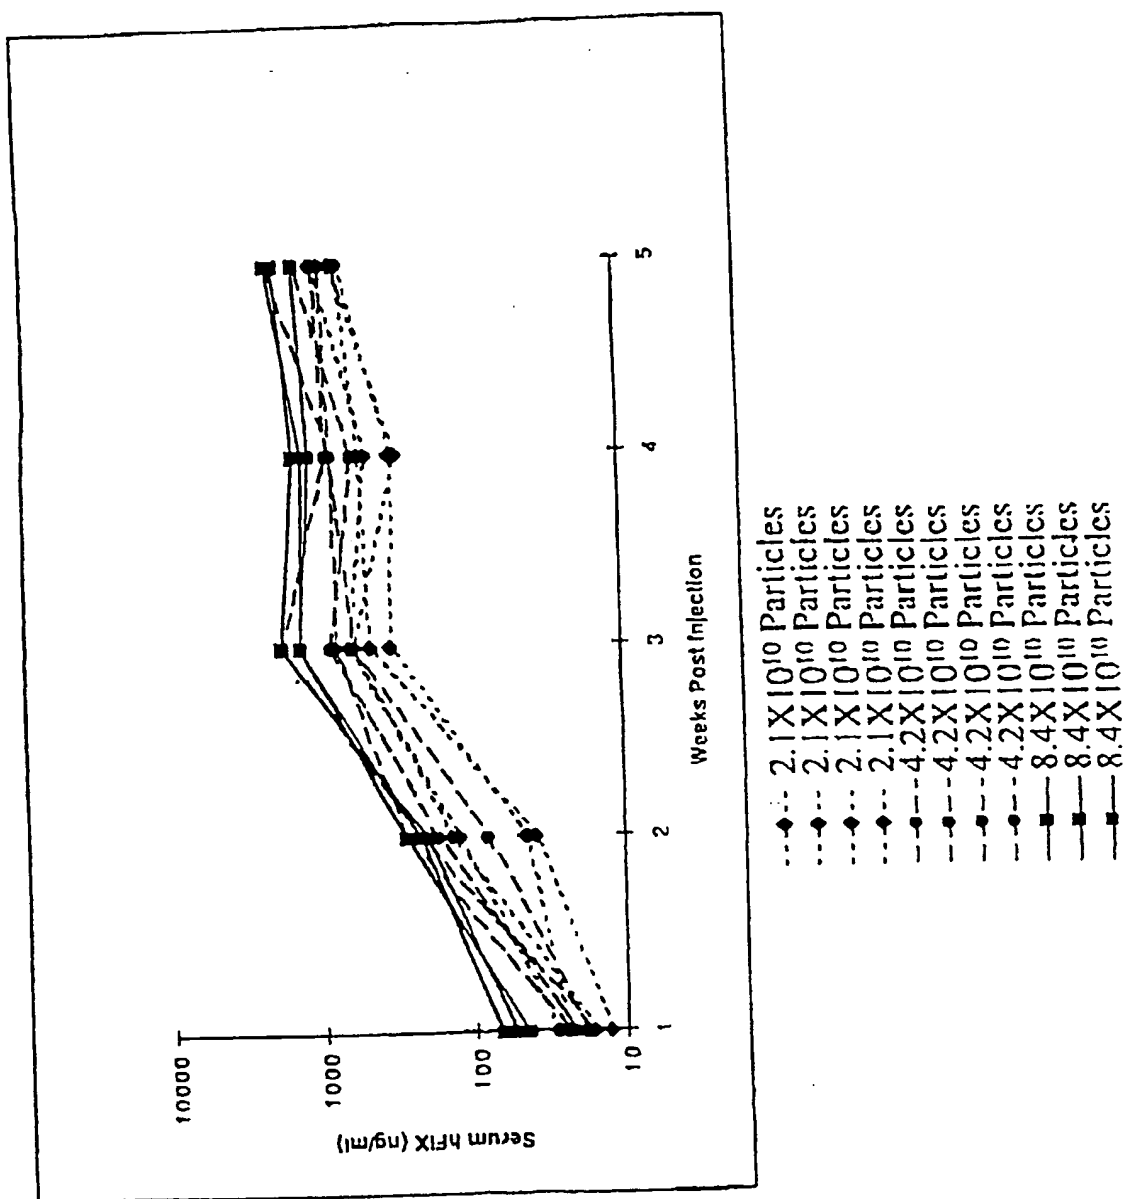 Serum hFIX (ng/ml)
10000
1000
100
10
1
2
3
4
5
Weeks Post Injection
2.1X10¹⁰ Particles
2.1X10¹⁰ Particles
2.1X10¹⁰ Particles
2.1X10¹⁰ Particles
4.2X10¹⁰ Particles
4.2X10¹⁰ Particles
4.2X10¹⁰ Particles
4.2X10¹⁰ Particles
8.4X10¹⁰ Particles
8.4X10¹⁰ Particles
8.4X10¹⁰ Particles